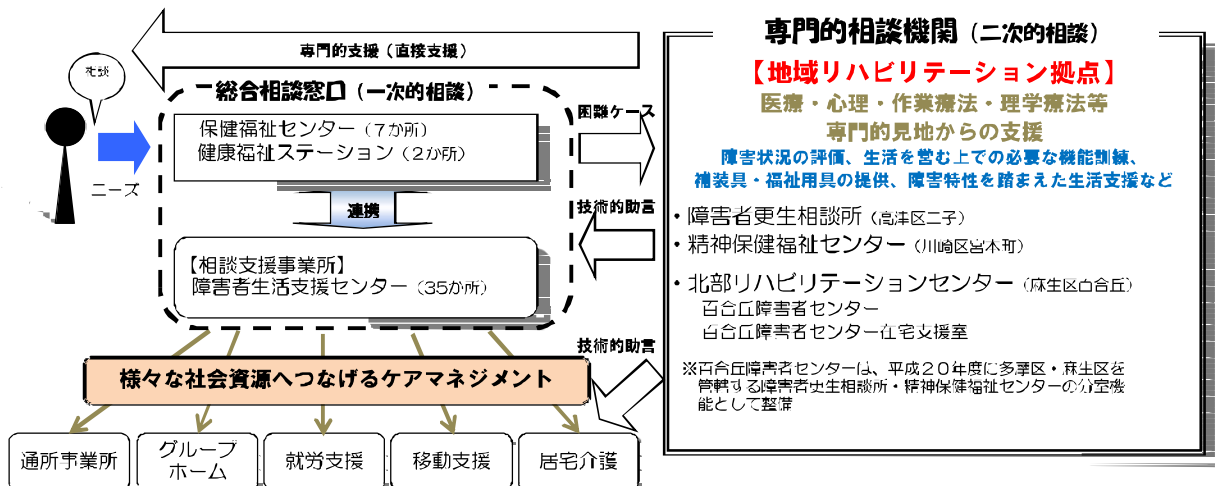 専門的支援（直接支援）
相談
ニーズ
総合相談窓口（一次的相談）
保健福祉センター（７か所）
健康福祉ステーション（２か所）
連携
【相談支援事業所】
障害者生活支援センター（35か所）
困難ケース
技術的助言
技術的助言
様々な社会資源へつなげるケアマネジメント
通所事業所
グループ
ホーム
就労支援
移動支援
居宅介護
専門的相談機関（二次的相談）
【地域リハビリテーション拠点】
医療・心理・作業療法・理学療法等
専門的見地からの支援
障害状況の評価、生活を営む上での必要な機能訓練、
補装具・福祉用具の提供、障害特性を踏まえた生活支援など
・障害者更生相談所（高津区二子）
・精神保健福祉センター（川崎区宮本町）
・北部リハビリテーションセンター（麻生区百合丘）
百合丘障害者センター
百合丘障害者センター在宅支援室
※百合丘障害者センターは、平成２０年度に多摩区・麻生区を
管轄する障害者更生相談所・精神保健福祉センターの分室機
能として整備